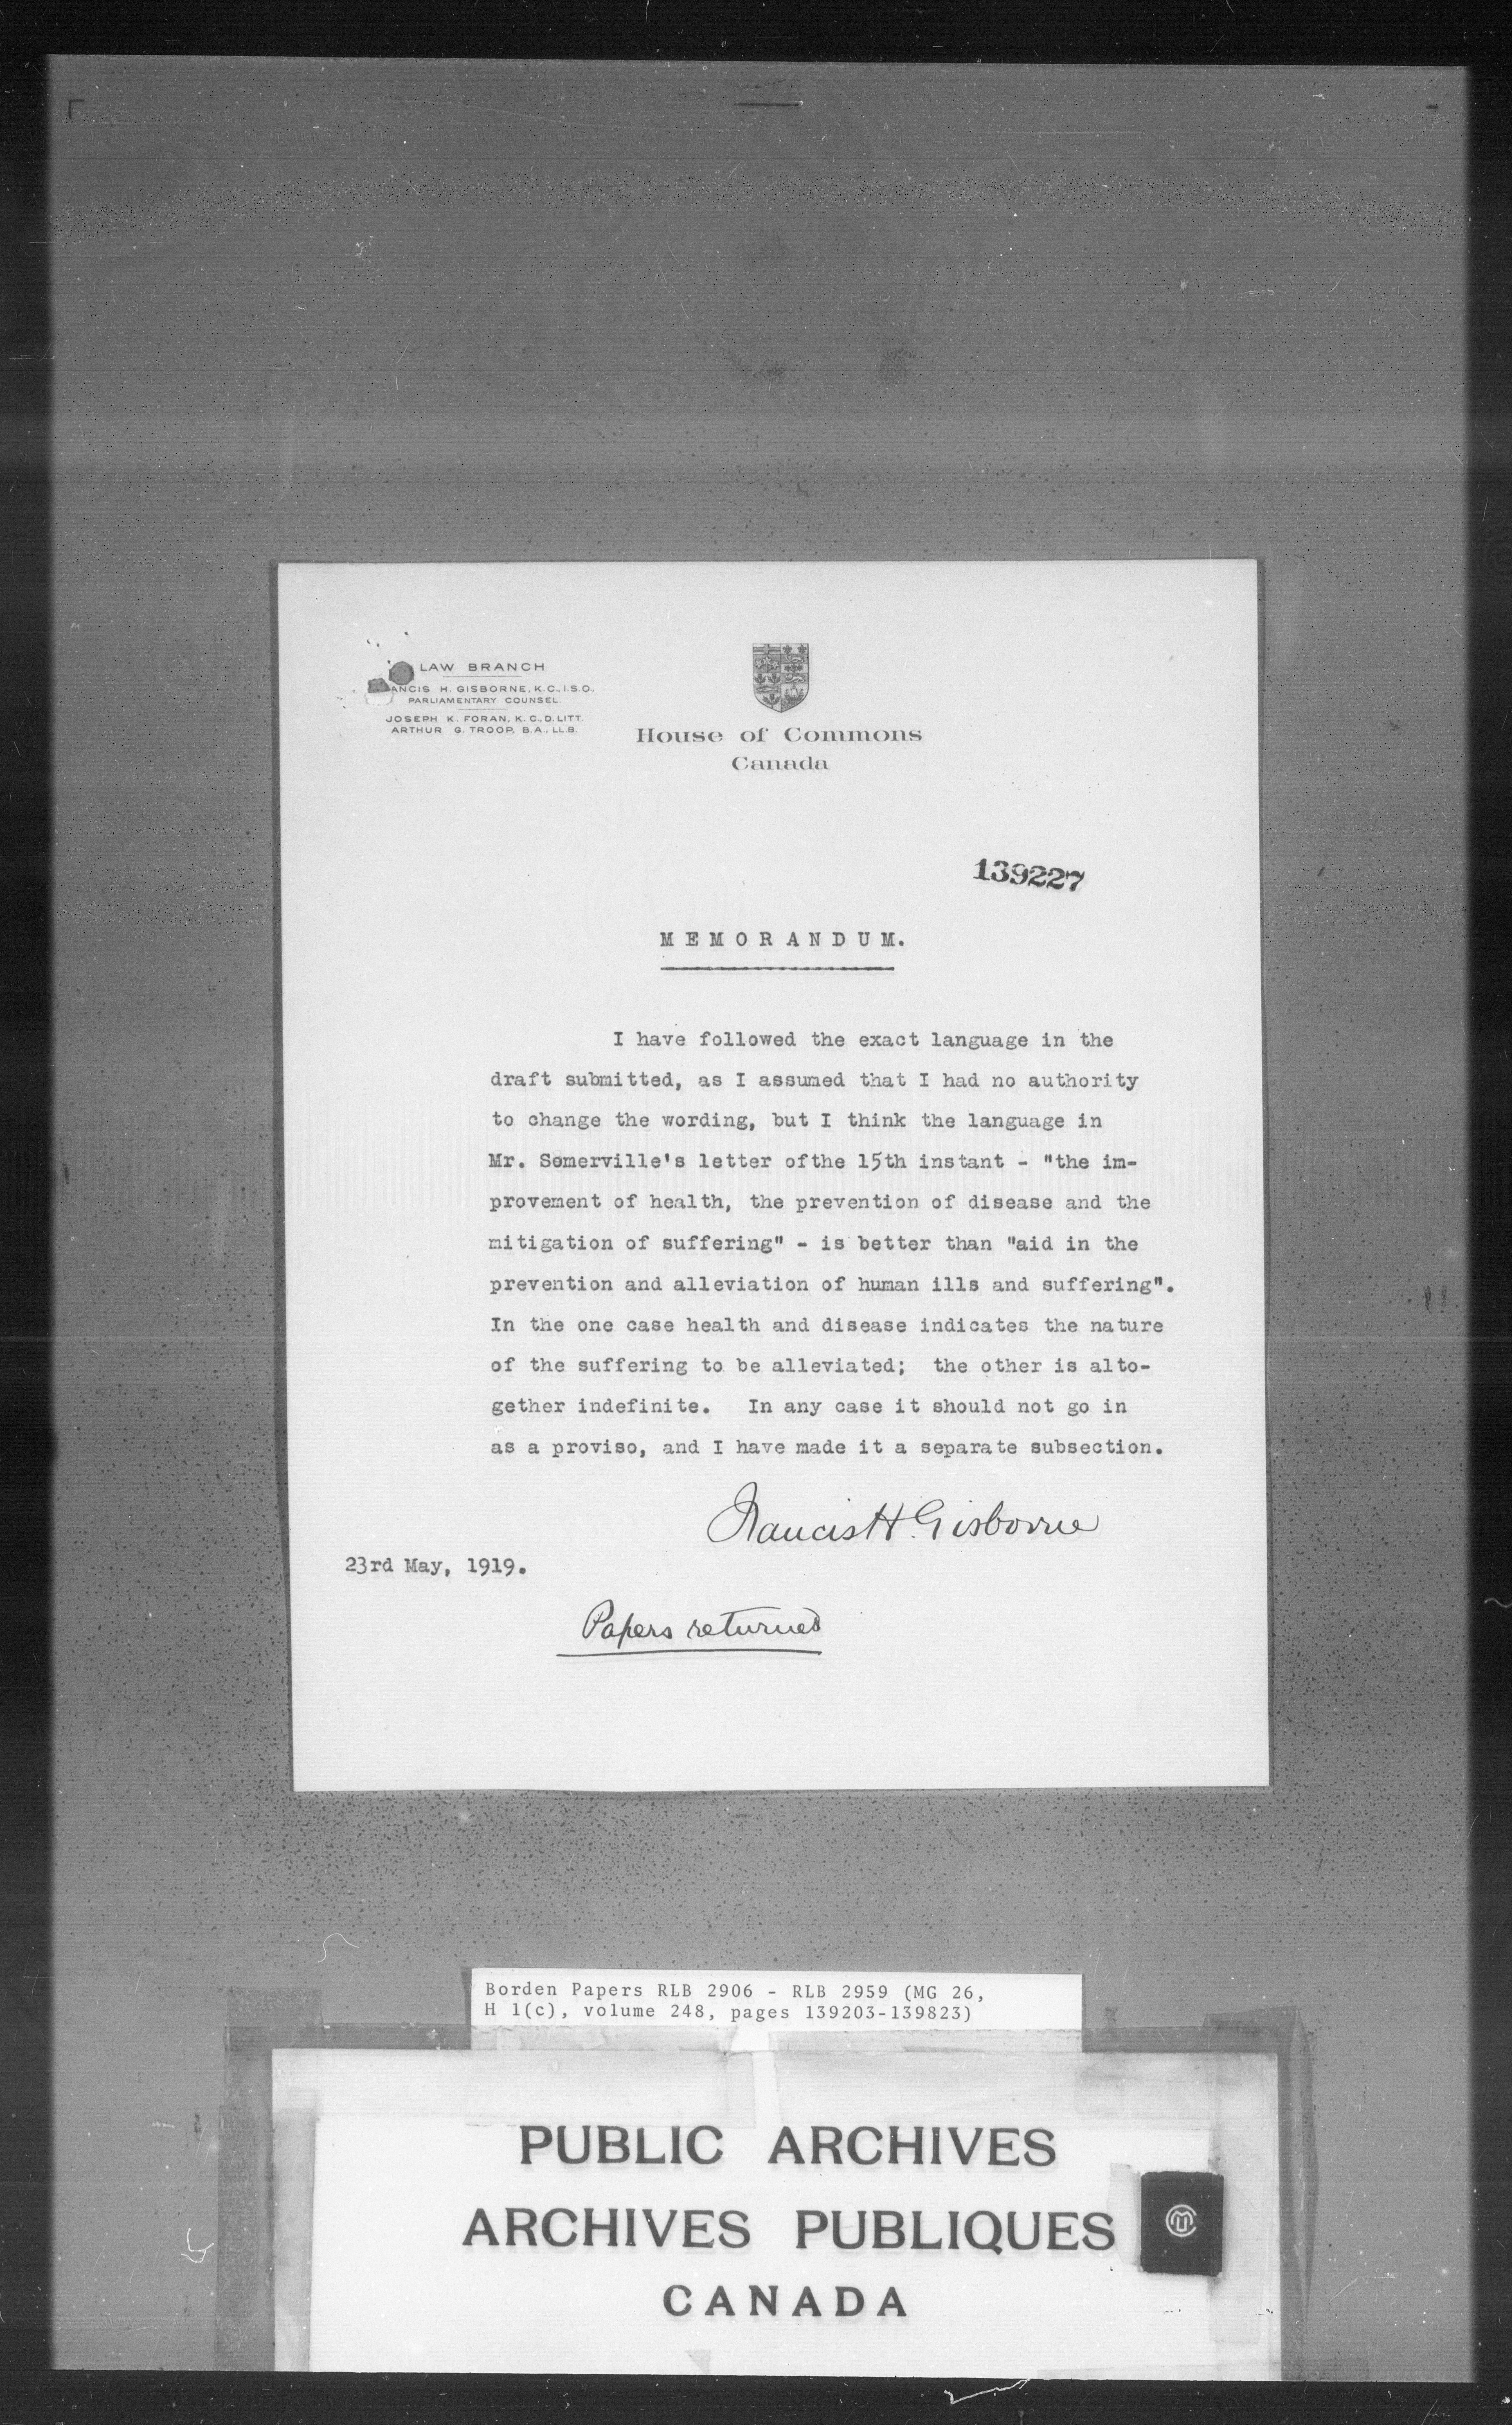 LAW BRANCH
ANCIS H. GISBORNE, K.C., I.S.O.
PARLIAMENTARY COUNSEL.
JOSEPH K. FORAN, K.C., D.LITT.
ARTHUR G. TROOP, B.A., LL.B.
House of Commons
Canada
139227
MEMORANDUM.
I have followed the exact language in the
draft submitted, as I assumed that I had no authority
to change the wording, but I think the language in
Mr. Somerville's letter ofthe 15th instant - "the im-
provement of health, the prevention of disease and the
mitigation of suffering" - is better than "aid in the
prevention and alleviation of human ills and suffering".
In the one case health and disease indicates the nature
of the suffering to be alleviated; the other is alto-
gether indefinite. In any case it should not go in
as a proviso, and I have made it a separate subsection.
Francis H. Gisborne
23rd May, 1919.
Papers returned
Borden Papers RLB 2906 - RLB 2959 (MG 26,
H 1(c), volume 248, pages 139203-139823)
PUBLIC ARCHIVES
ARCHIVES PUBLIQUES
CANADA